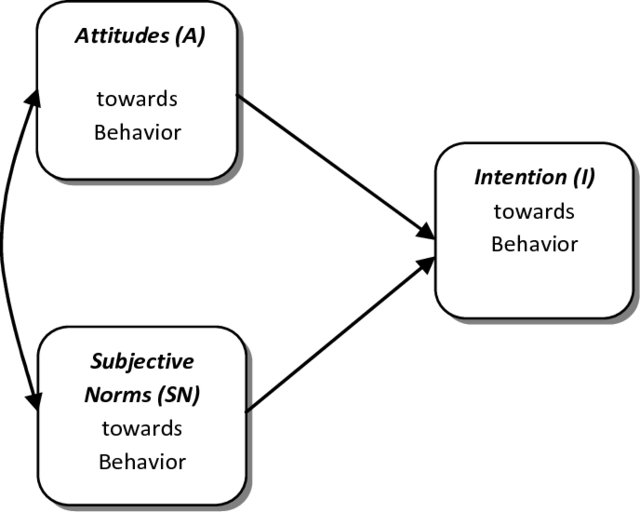 Attitudes (A)
towards
Behavior
Intention (I)
towards
Behavior
Subjective
Norms (SN)
towards
Behavior